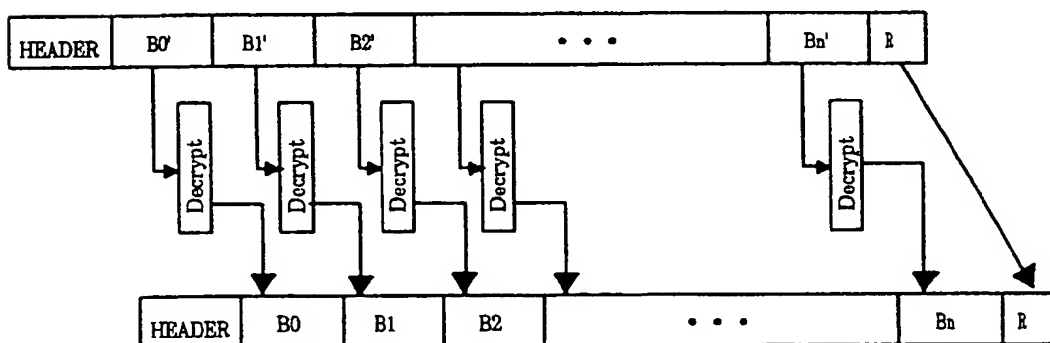 HEADER B0' B1' B2' • • • Bn' R
Decrypt Decrypt Decrypt Decrypt Decrypt
HEADER B0 B1 B2 • • • Bn R